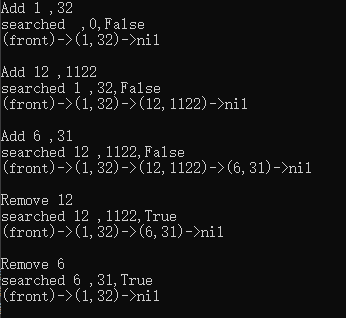 Add 1 ,32
searched  ,0,False
(front)->(1,32)->nil
Add 12 ,1122
searched 1 ,32,False
(front)->(1,32)->(12,1122)->nil
Add 6 ,31
searched 12 ,1122,False
(front)->(1,32)->(12,1122)->(6,31)->nil
Remove 12
searched 12 ,1122,True
(front)->(1,32)->(6,31)->nil
Remove 6
searched 6 ,31,True
(front)->(1,32)->nil